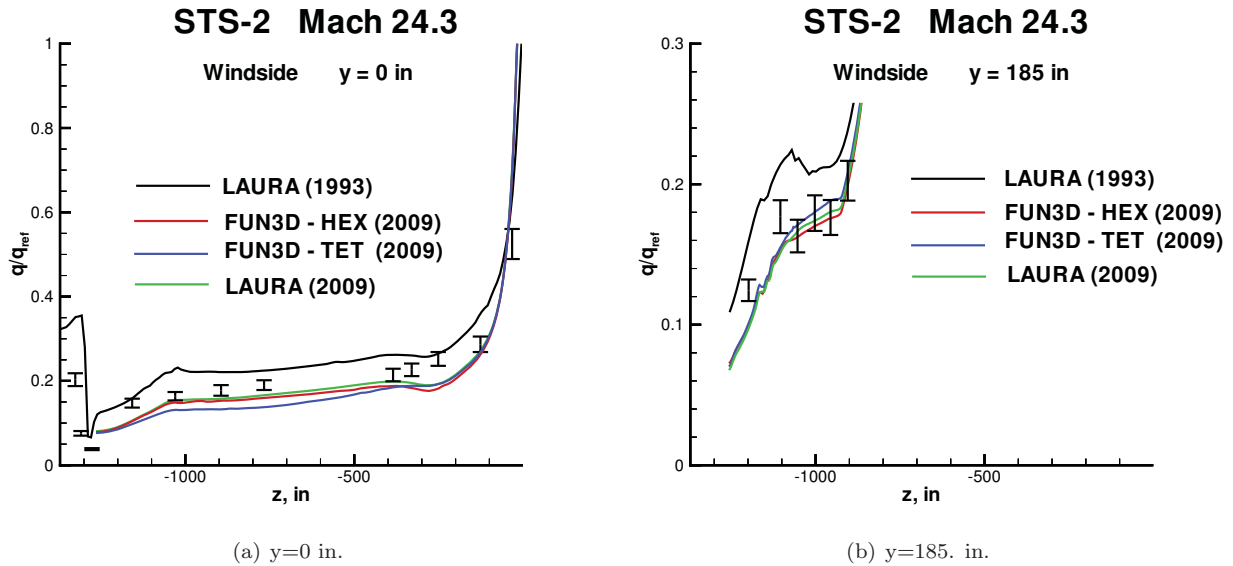 STS-2 Mach 24.3
Windside y = 0 in
1
0.8
0.6
0.4
0.2
0
q/q_ref
LAURA (1993)
FUN3D - HEX (2009)
FUN3D - TET (2009)
LAURA (2009)
-1000
-500
z, in
(a) y=0 in.
STS-2 Mach 24.3
Windside y = 185 in
0.3
0.2
0.1
0
q/q_ref
LAURA (1993)
FUN3D - HEX (2009)
FUN3D - TET (2009)
LAURA (2009)
-1000
-500
z, in
(b) y=185. in.